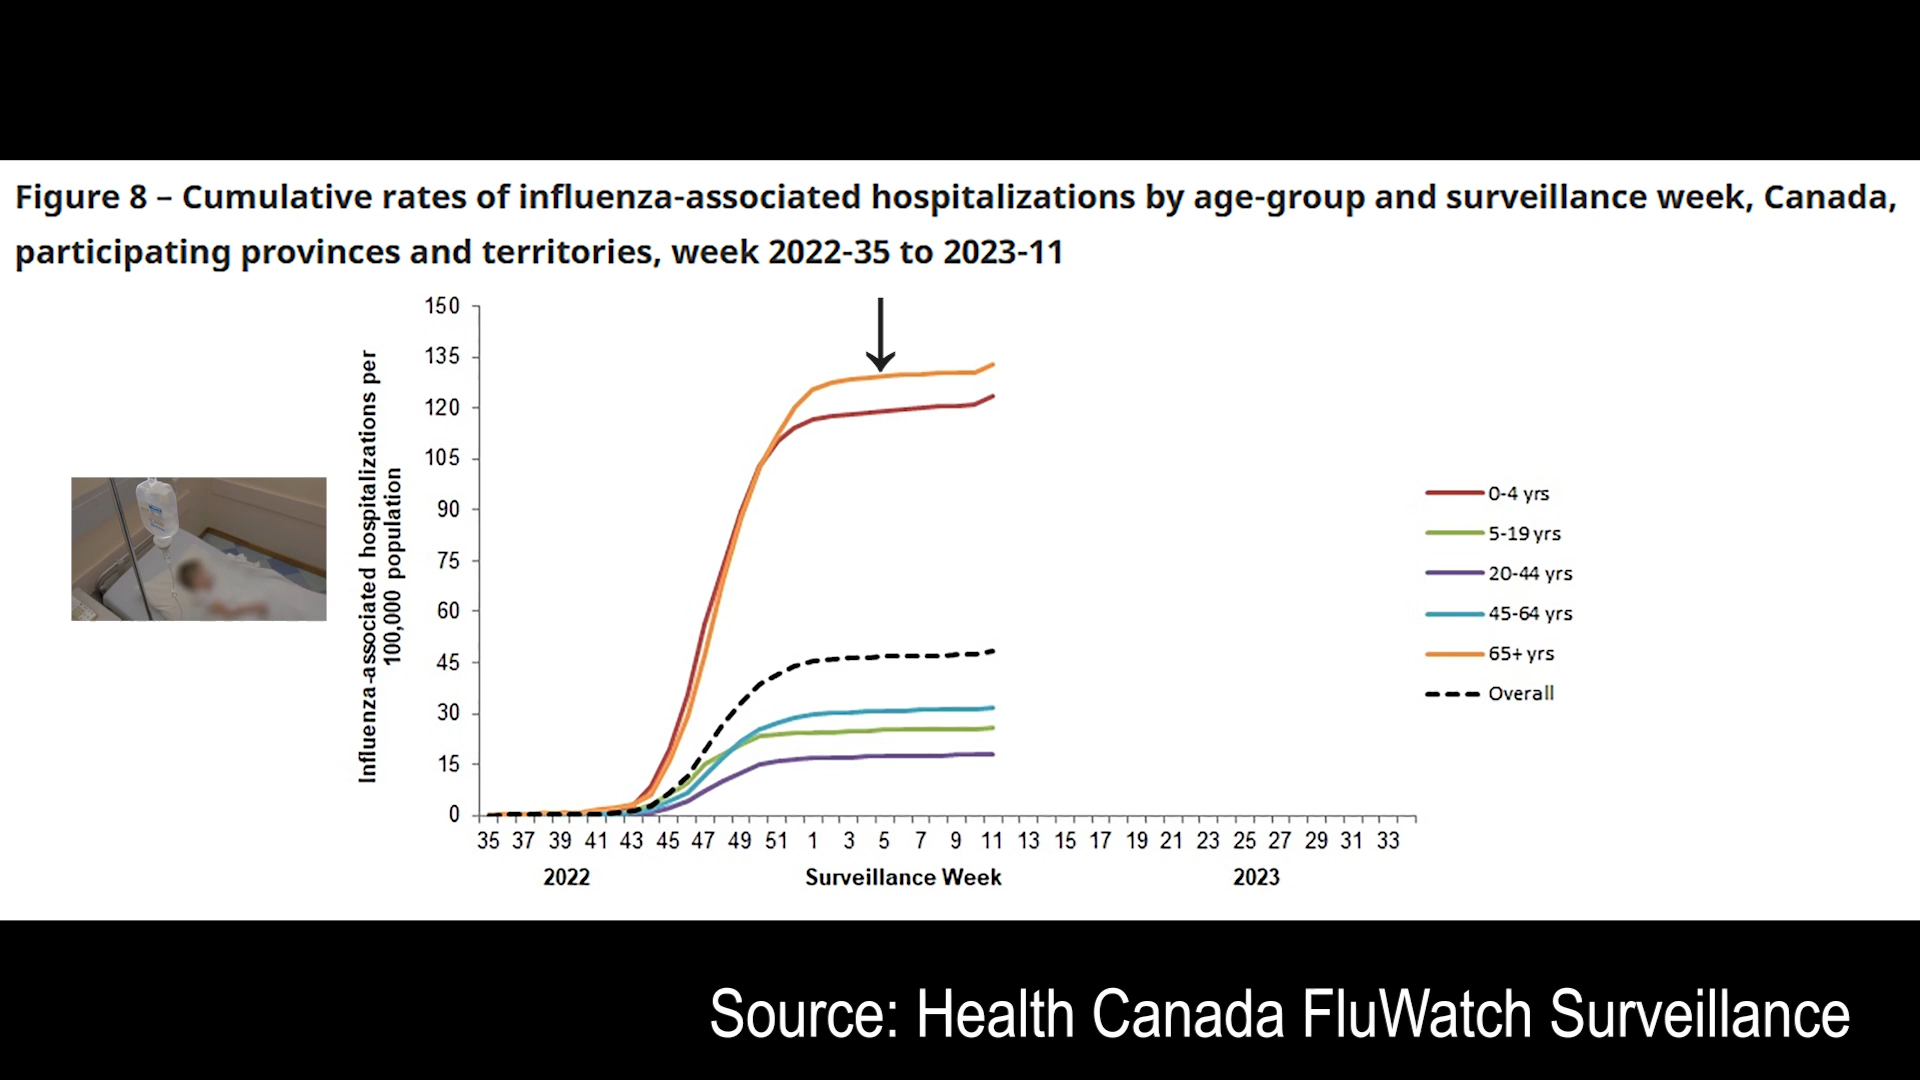 Figure 8 – Cumulative rates of influenza-associated hospitalizations by age-group and surveillance week, Canada,
participating provinces and territories, week 2022-35 to 2023-11
Influenza-associated hospitalizations per
100,000 population
150
135
120
105
90
75
60
45
30
15
0
35 37 39 41 43 45 47 49 51 1 3 5 7 9 11 13 15 17 19 21 23 25 27 29 31 33
2022 Surveillance Week 2023
0-4 yrs
5-19 yrs
20-44 yrs
45-64 yrs
65+ yrs
Overall
Source: Health Canada FluWatch Surveillance